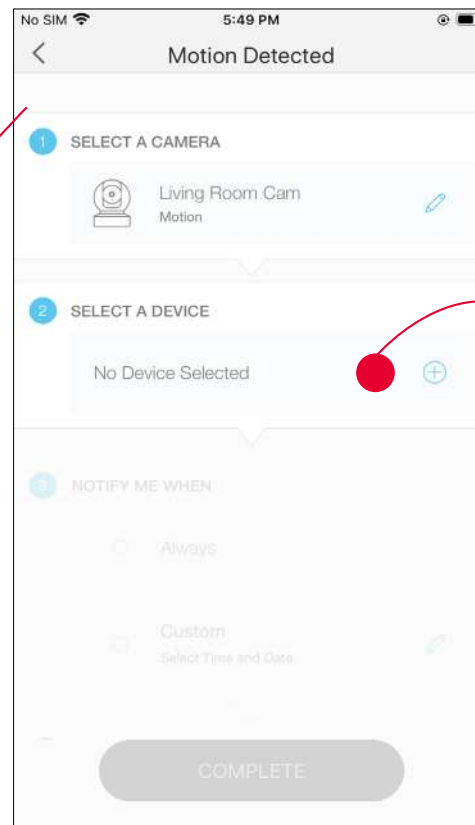 No SIM 5:49 PM
Motion Detected
1 SELECT A CAMERA
Living Room Cam
Motion
2 SELECT A DEVICE
No Device Selected
3 NOTIFY ME WHEN
Always
Custom
Select Time and Date
COMPLETE